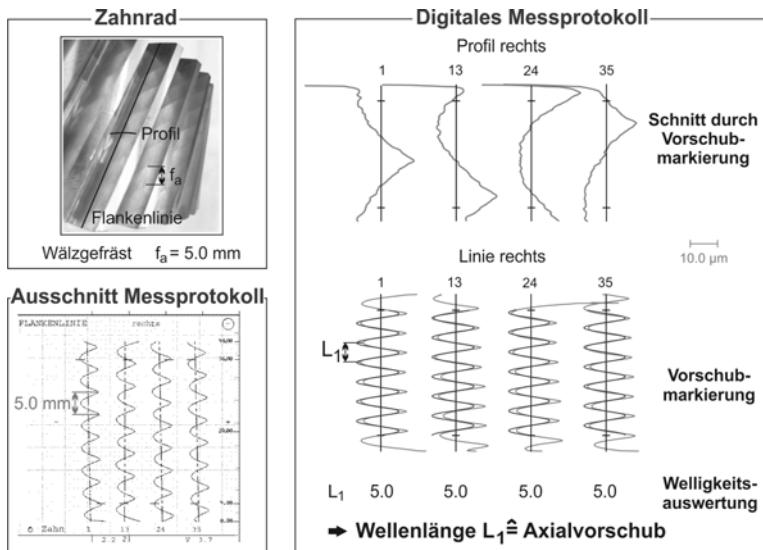 Zahnrad
Profil
fa
Flankenlinie
Wälzgefräst fa = 5.0 mm
Ausschnitt Messprotokoll
FLANKENLINIE rechts
5.0 mm
Zahn 1 13 24 35
Digitales Messprotokoll
Profil rechts
1 13 24 35
Schnitt durch
Vorschub-
markierung
10.0 µm
Linie rechts
1 13 24 35
L1
Vorschub-
markierung
L1 5.0 5.0 5.0 5.0
Welligkeits-
auswertung
➡ Wellenlänge L1 ≙ Axialvorschub